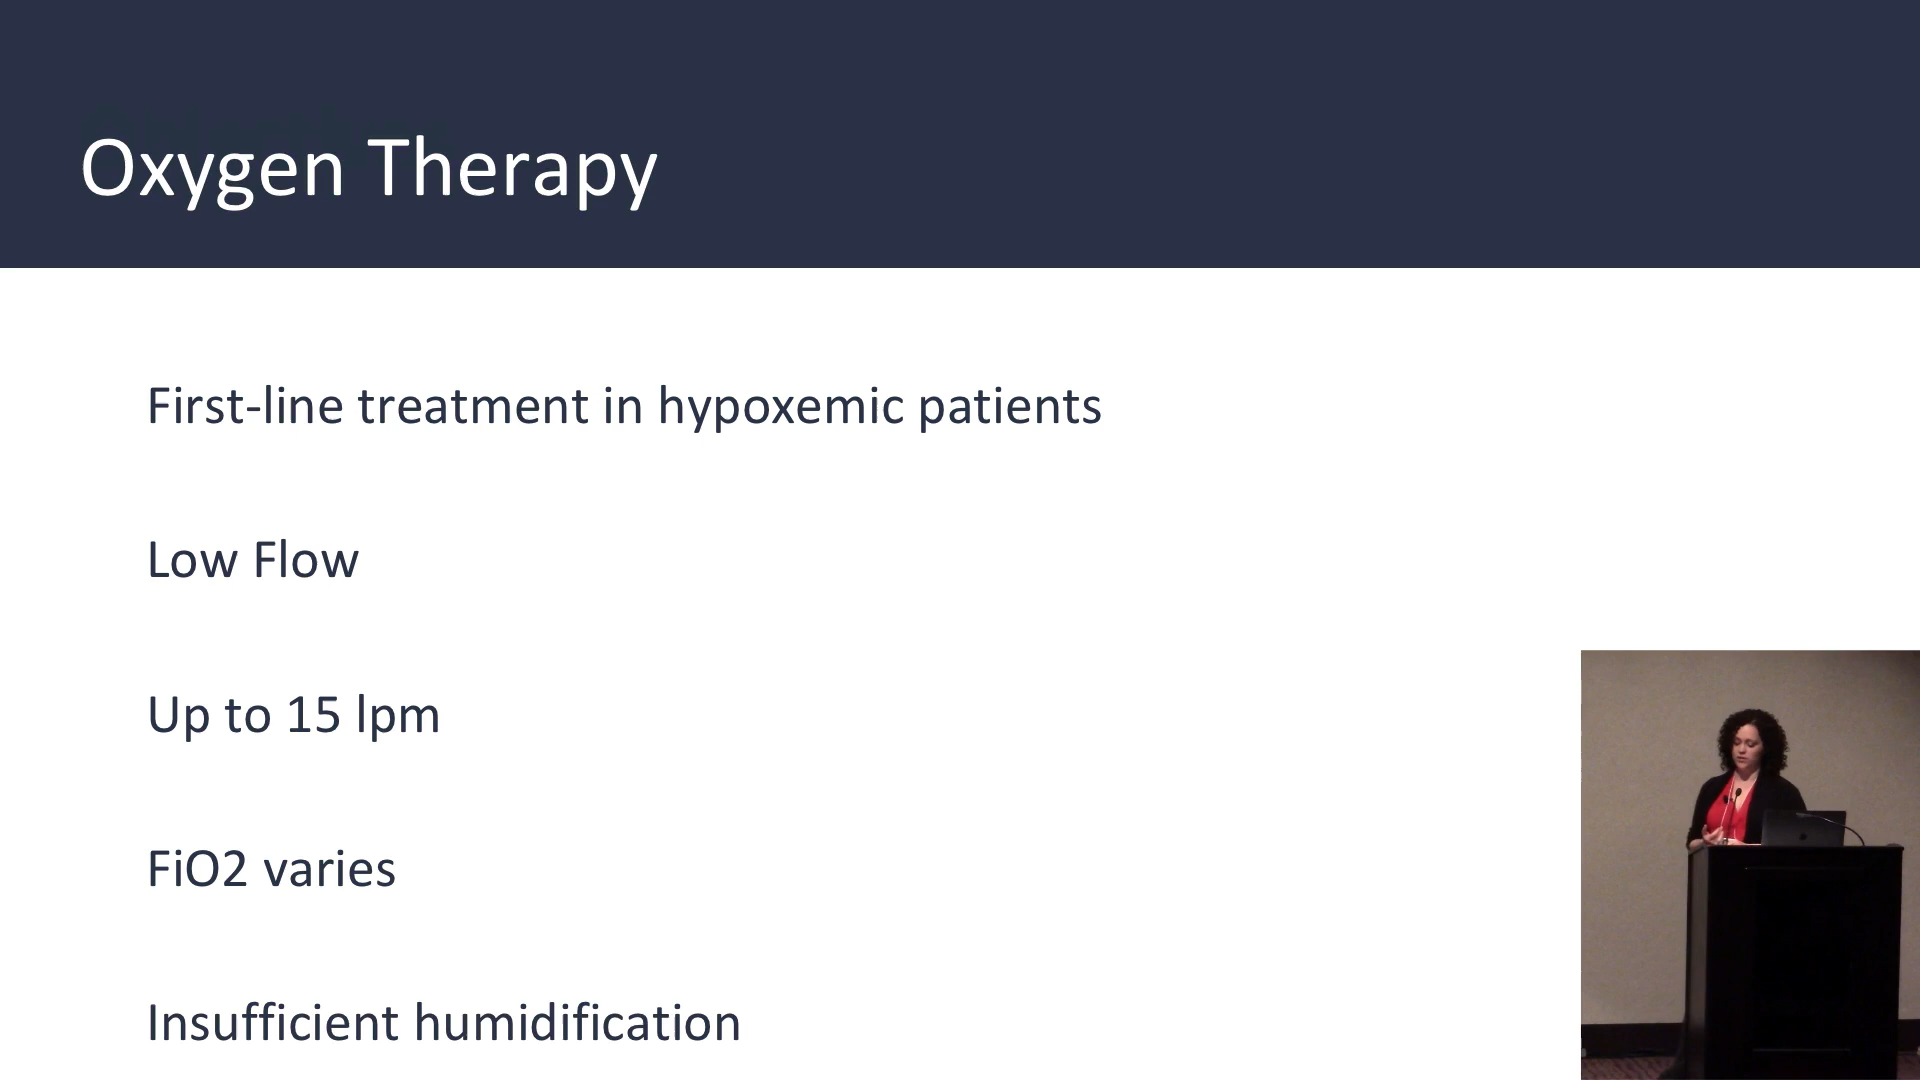 Oxygen Therapy
First-line treatment in hypoxemic patients
Low Flow
Up to 15 lpm
FiO2 varies
Insufficient humidification